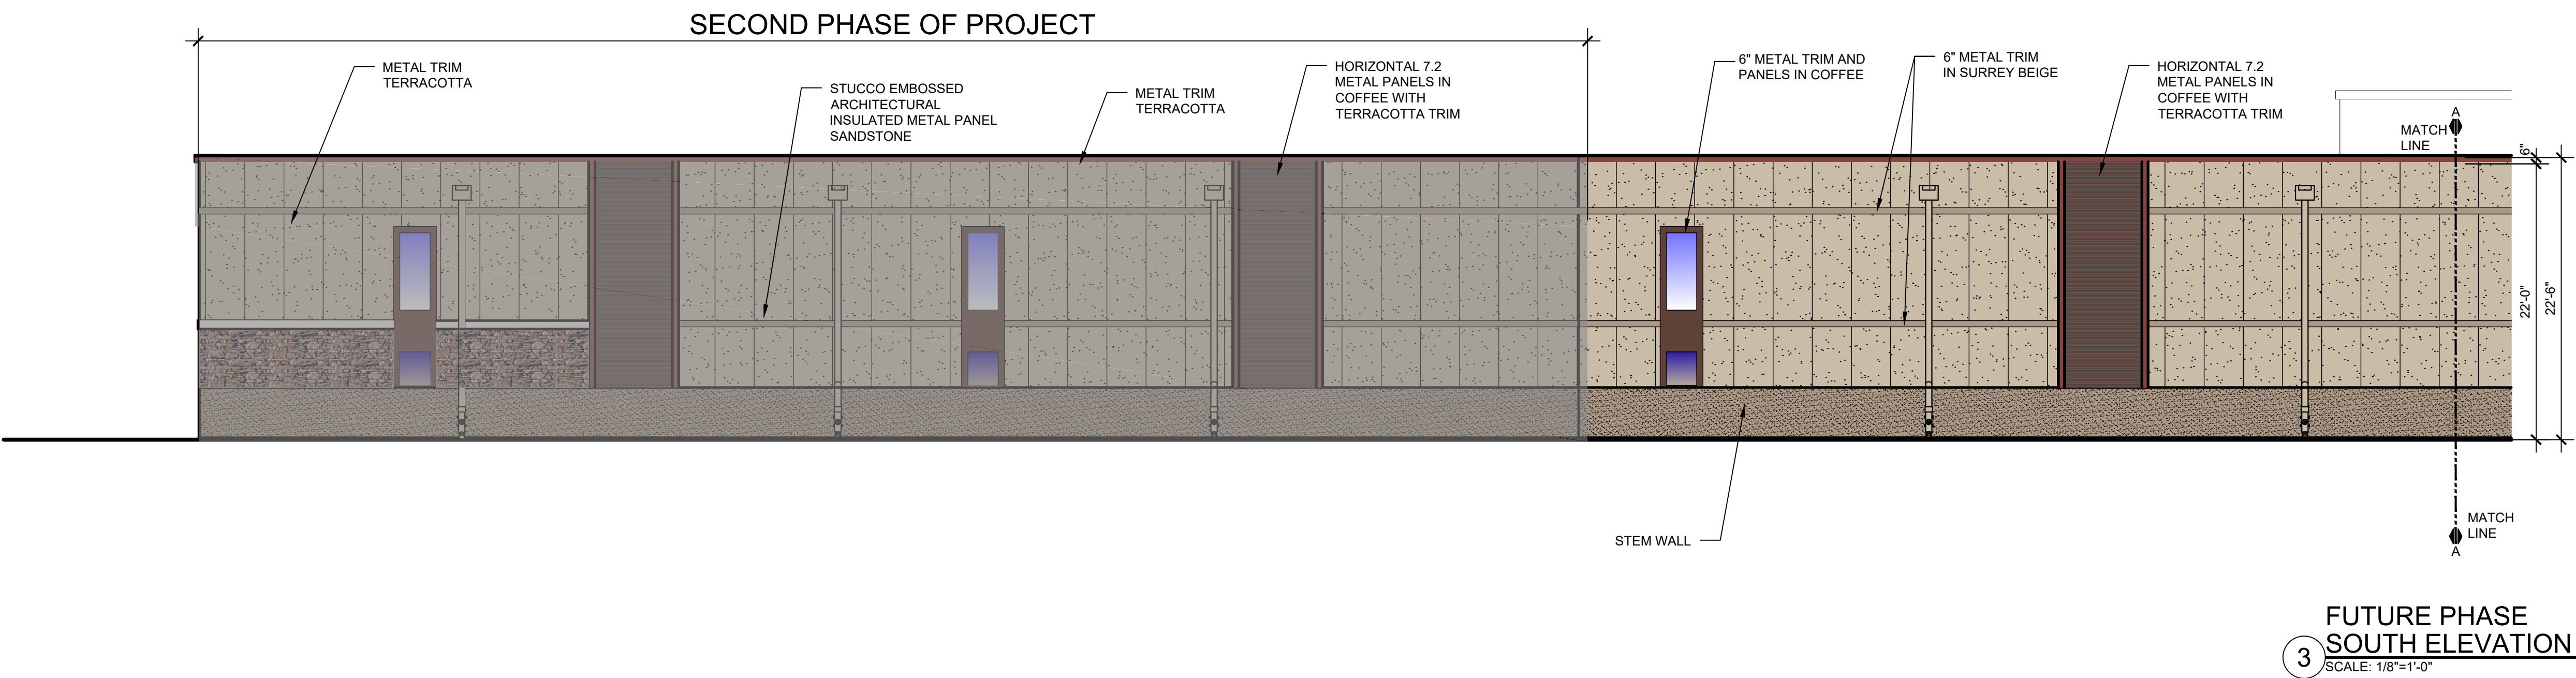 SECOND PHASE OF PROJECT
METAL TRIM
TERRACOTTA
STUCCO EMBOSSED
ARCHITECTURAL
INSULATED METAL PANEL
SANDSTONE
METAL TRIM
TERRACOTTA
HORIZONTAL 7.2
METAL PANELS IN
COFFEE WITH
TERRACOTTA TRIM
6" METAL TRIM AND
PANELS IN COFFEE
6" METAL TRIM
IN SURREY BEIGE
HORIZONTAL 7.2
METAL PANELS IN
COFFEE WITH
TERRACOTTA TRIM
A
MATCH
LINE
6"
22'-0"
22'-6"
STEM WALL
MATCH
LINE
A
3
FUTURE PHASE
SOUTH ELEVATION
SCALE: 1/8"=1'-0"